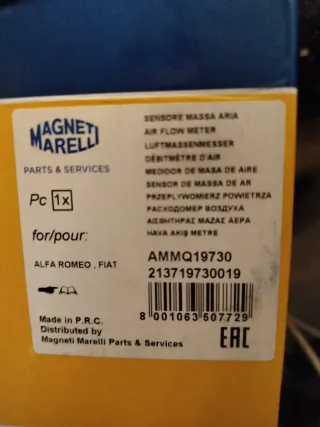 MAGNETI
MARELLI
PARTS & SERVICES
Pc 1x
for/pour:
ALFA ROMEO , FIAT
SENSORE MASSA ARIA
AIR FLOW METER
LUFTMASSENMESSER
DÉBITMÈTRE D'AIR
MEDIDOR DE MASA DE AIRE
SENSOR DE MASSA DE AR
PRZEPŁYWOMIERZ POWIETRZA
РАСХОДОМЕР ВОЗДУХА
ΑΙΣΘΗΤΗΡΑΣ ΜΑΖΑΣ ΑΕΡΑ
HAVA AKIŞ METRE
AMMQ19730
213719730019
8 001063 507729
Made in P.R.C.
Distributed by
Magneti Marelli Parts & Services
EAC